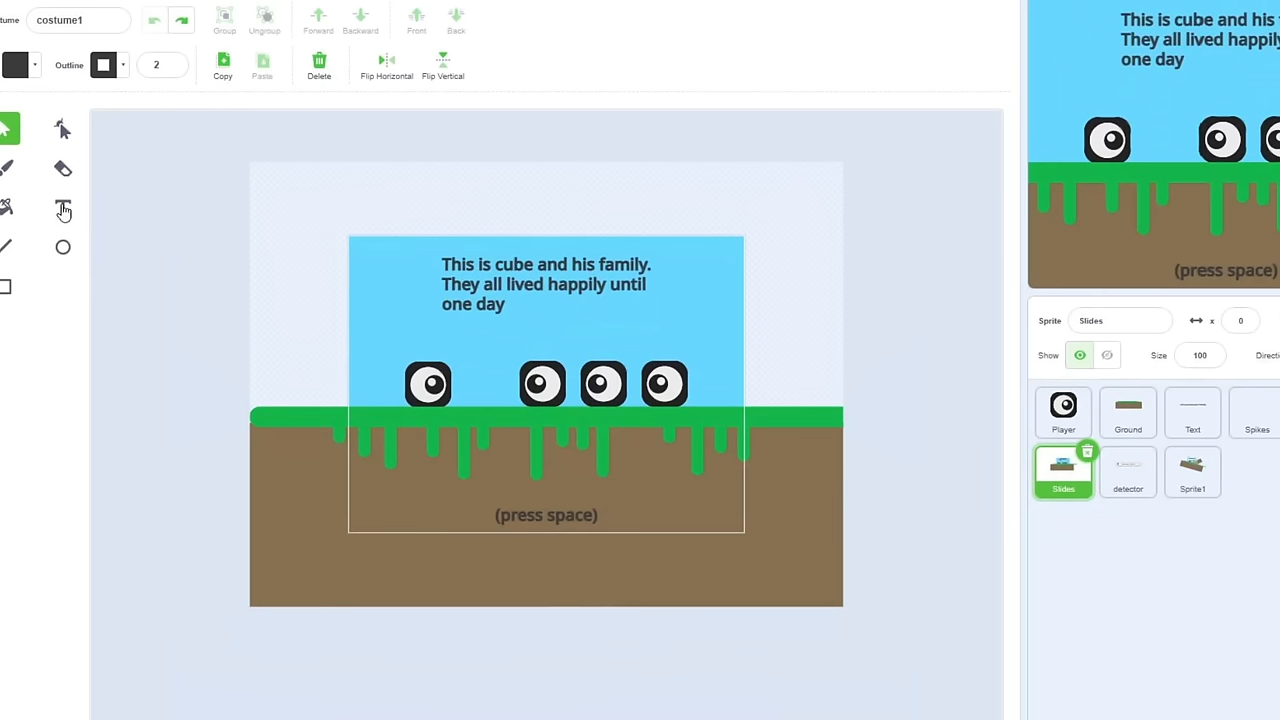 tume
costume1
Group
Ungroup
Forward
Backward
Front
Back
Outline
2
Copy
Paste
Delete
Flip Horizontal
Flip Vertical
This is cube and his family.
They all lived happily until
one day
(press space)
This is cube and his
They all lived happily
one day
(press space)
Sprite
Slides
x
0
Show
Size
100
Directi
Player
Ground
Text
Spikes
Slides
detector
Sprite1